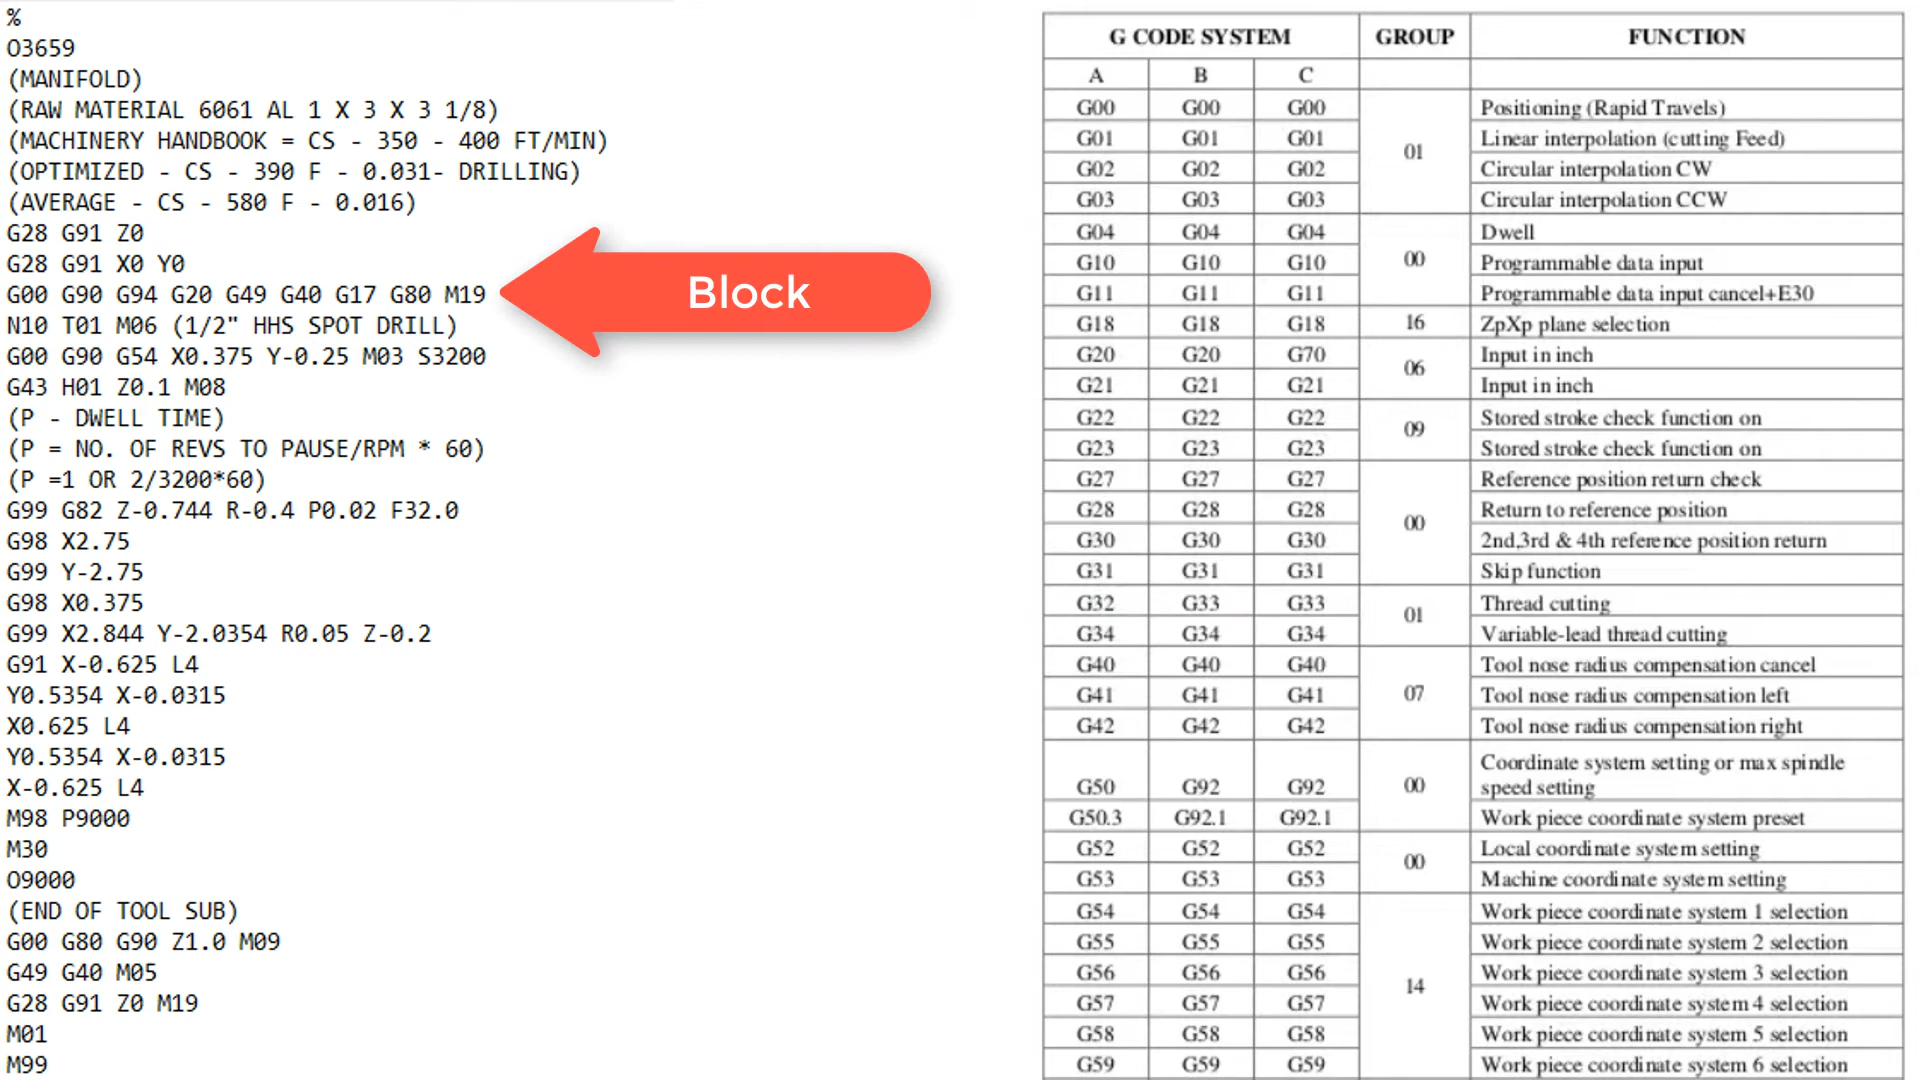 %
O3659
(MANIFOLD)
(RAW MATERIAL 6061 AL 1 X 3 X 3 1/8)
(MACHINERY HANDBOOK = CS - 350 - 400 FT/MIN)
(OPTIMIZED - CS - 390 F - 0.031- DRILLING)
(AVERAGE - CS - 580 F - 0.016)
G28 G91 Z0
G28 G91 X0 Y0
G00 G90 G94 G20 G49 G40 G17 G80 M19
N10 T01 M06 (1/2" HHS SPOT DRILL)
G00 G90 G54 X0.375 Y-0.25 M03 S3200
G43 H01 Z0.1 M08
(P - DWELL TIME)
(P = NO. OF REVS TO PAUSE/RPM * 60)
(P =1 OR 2/3200*60)
G99 G82 Z-0.744 R-0.4 P0.02 F32.0
G98 X2.75
G99 Y-2.75
G98 X0.375
G99 X2.844 Y-2.0354 R0.05 Z-0.2
G91 X-0.625 L4
Y0.5354 X-0.0315
X0.625 L4
Y0.5354 X-0.0315
X-0.625 L4
M98 P9000
M30
O9000
(END OF TOOL SUB)
G00 G80 G90 Z1.0 M09
G49 G40 M05
G28 G91 Z0 M19
M01
M99
Block
G CODE SYSTEM GROUP FUNCTION
A B C
G00 G00 G00 01 Positioning (Rapid Travels)
G01 G01 G01 Linear interpolation (cutting Feed)
G02 G02 G02 Circular interpolation CW
G03 G03 G03 Circular interpolation CCW
G04 G04 G04 00 Dwell
G10 G10 G10 Programmable data input
G11 G11 G11 Programmable data input cancel+E30
G18 G18 G18 16 ZpXp plane selection
G20 G20 G70 06 Input in inch
G21 G21 G21 Input in inch
G22 G22 G22 09 Stored stroke check function on
G23 G23 G23 Stored stroke check function on
G27 G27 G27 00 Reference position return check
G28 G28 G28 Return to reference position
G30 G30 G30 2nd,3rd & 4th reference position return
G31 G31 G31 Skip function
G32 G33 G33 01 Thread cutting
G34 G34 G34 Variable-lead thread cutting
G40 G40 G40 07 Tool nose radius compensation cancel
G41 G41 G41 Tool nose radius compensation left
G42 G42 G42 Tool nose radius compensation right
G50 G92 G92 00 Coordinate system setting or max spindle
speed setting
G50.3 G92.1 G92.1 Work piece coordinate system preset
G52 G52 G52 00 Local coordinate system setting
G53 G53 G53 Machine coordinate system setting
G54 G54 G54 14 Work piece coordinate system 1 selection
G55 G55 G55 Work piece coordinate system 2 selection
G56 G56 G56 Work piece coordinate system 3 selection
G57 G57 G57 Work piece coordinate system 4 selection
G58 G58 G58 Work piece coordinate system 5 selection
G59 G59 G59 Work piece coordinate system 6 selection